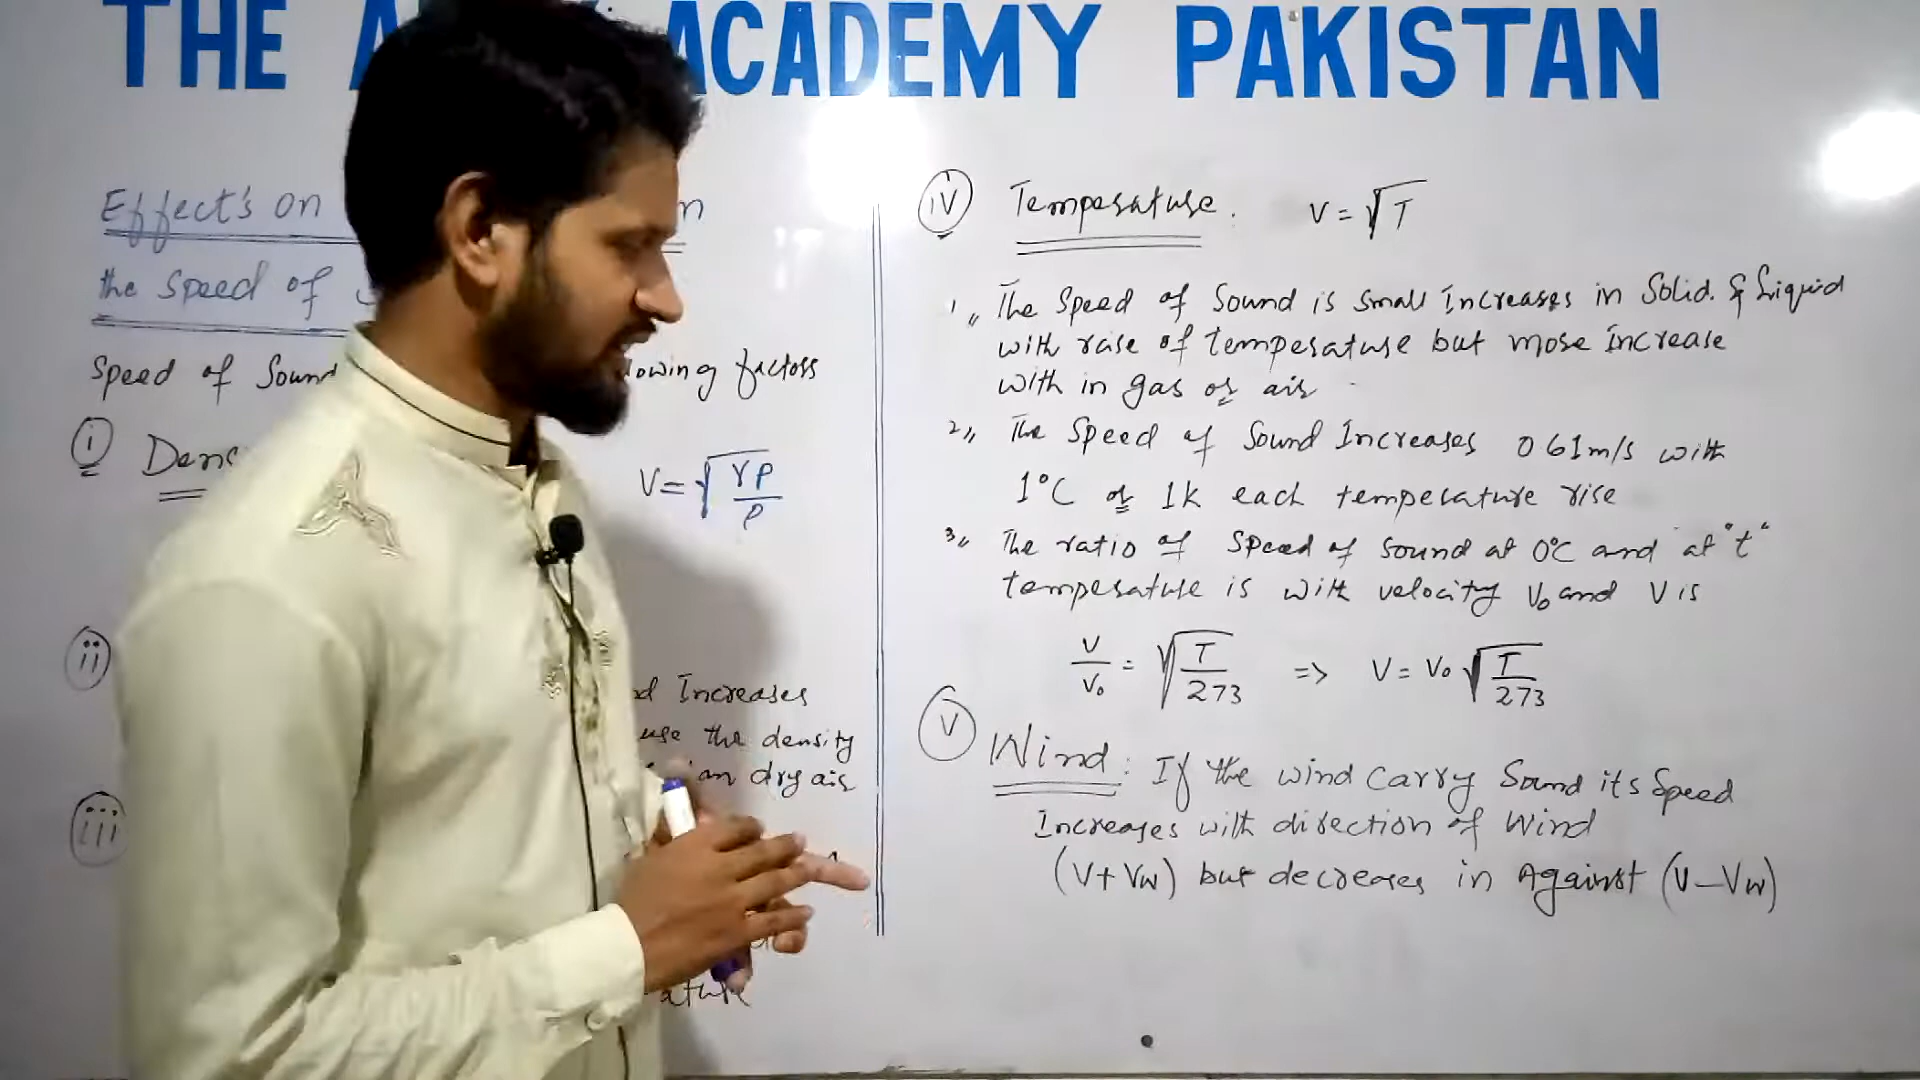 THE ACADEMY PAKISTAN
Effect's on
the Speed of
Speed of Sound factors
i
V = √(γP/ρ)
ii
Increases
the density
dry air
iii
iv Temperature. V = √T
1,, The Speed of Sound is small Increases in Solid & Liquid
with raise of temperature but more Increase
with in gas or air
2,, The Speed of Sound Increases 0 61m/s with
1°C or 1k each temperature rise
3,, The ratio of Speed of Sound at 0°C and at "t"
temperature is with velocity V₀ and V is
V/V₀ = √(T/273) => V = V₀ √(T/273)
V Wind: If the wind carry Sound its Speed
Increases with direction of Wind
(V+Vw) but decreases in Against (V–Vw)